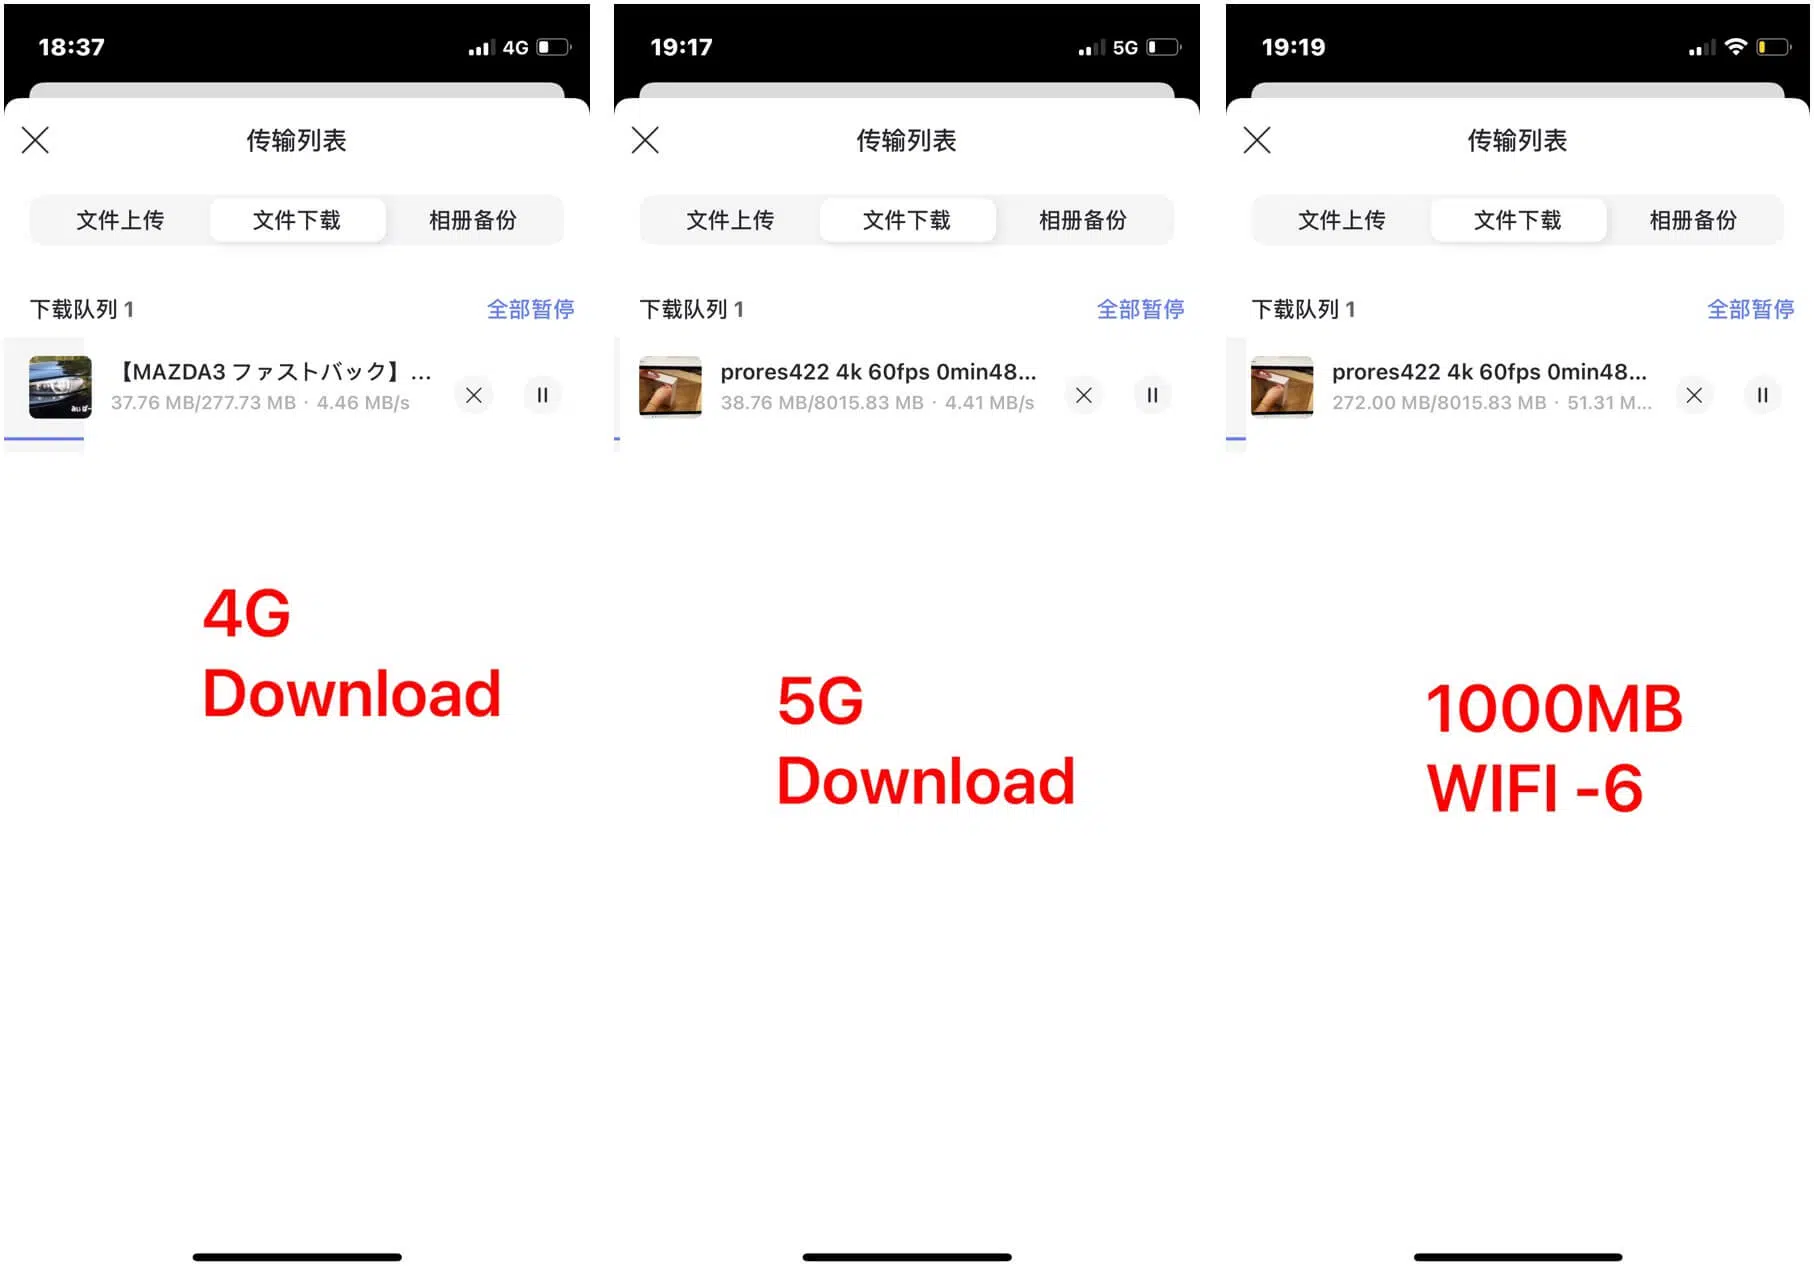 18:37
4G
传输列表
文件上传
文件下载
相册备份
下载队列 1
全部暂停
【MAZDA3 ファストバック】...
37.76 MB/277.73 MB · 4.46 MB/s
4G
Download
19:17
5G
传输列表
文件上传
文件下载
相册备份
下载队列 1
全部暂停
prores422 4k 60fps 0min48...
38.76 MB/8015.83 MB · 4.41 MB/s
5G
Download
19:19
传输列表
文件上传
文件下载
相册备份
下载队列 1
全部暂停
prores422 4k 60fps 0min48...
272.00 MB/8015.83 MB · 51.31 M...
1000MB
WIFI -6